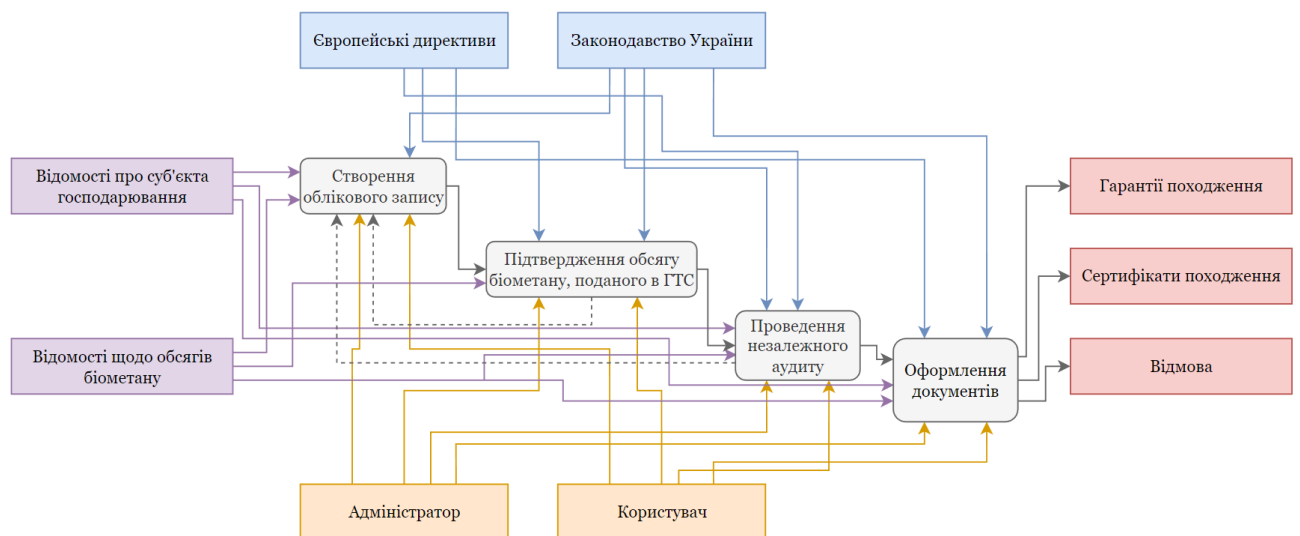 Європейські директиви
Законодавство України
Відомості про суб'єкта
господарювання
Створення
облікового запису
Гарантії походження
Підтвердження обсягу
біометану, поданого в ГТС
Сертифікати походження
Проведення
незалежного
аудиту
Відомості щодо обсягів
біометану
Оформлення
документів
Відмова
Адміністратор
Користувач